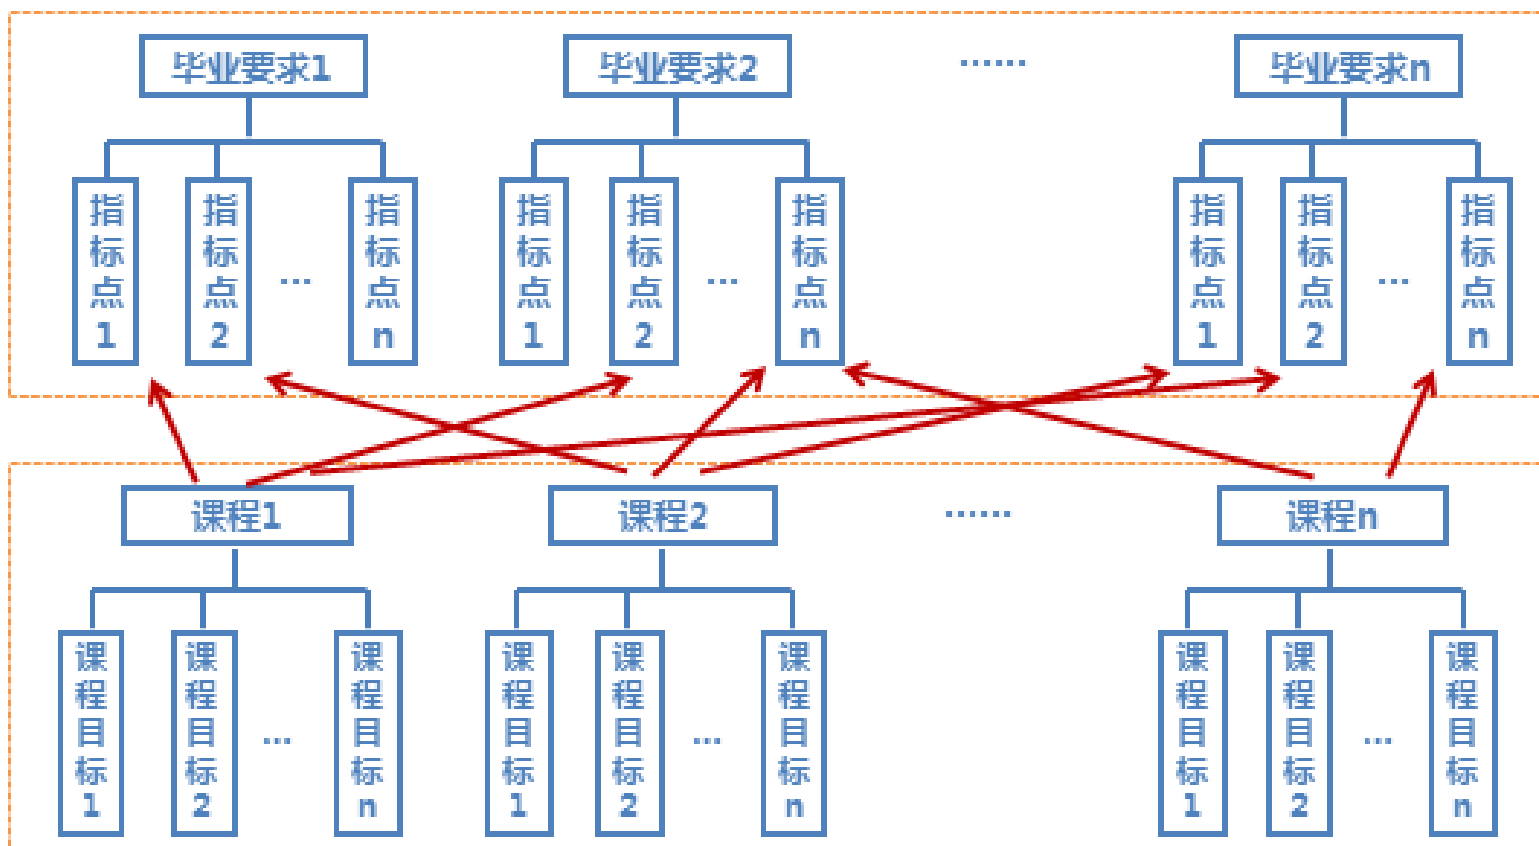 毕业要求1
毕业要求2
......
毕业要求n
指标点1
指标点2
...
指标点n
指标点1
指标点2
...
指标点n
指标点1
指标点2
...
指标点n
课程1
课程2
......
课程n
课程目标1
课程目标2
...
课程目标n
课程目标1
课程目标2
...
课程目标n
课程目标1
课程目标2
...
课程目标n